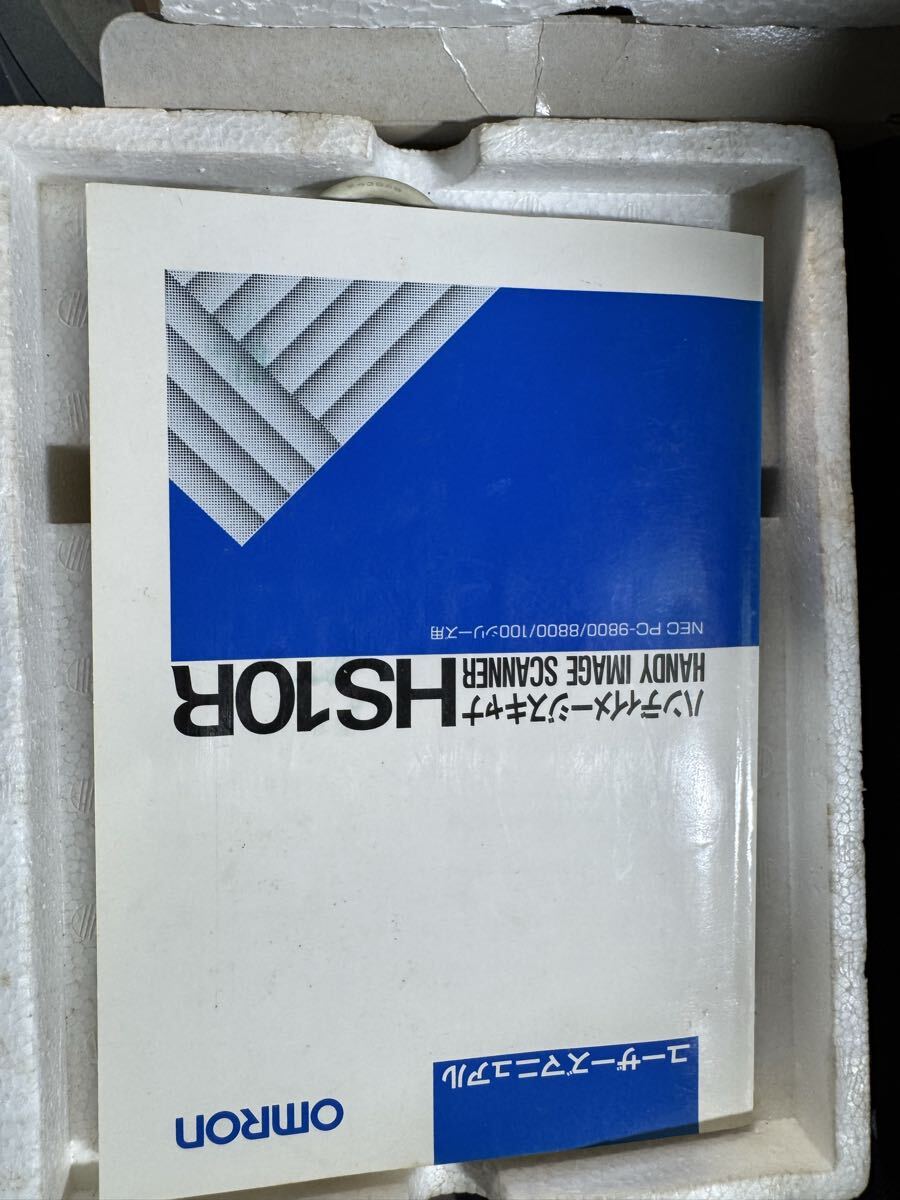 OMRON
ユーザーズマニュアル
ハンディイメージスキャナ
HANDY IMAGE SCANNER
HS10R
NEC PC-9800/8800/100シリーズ用